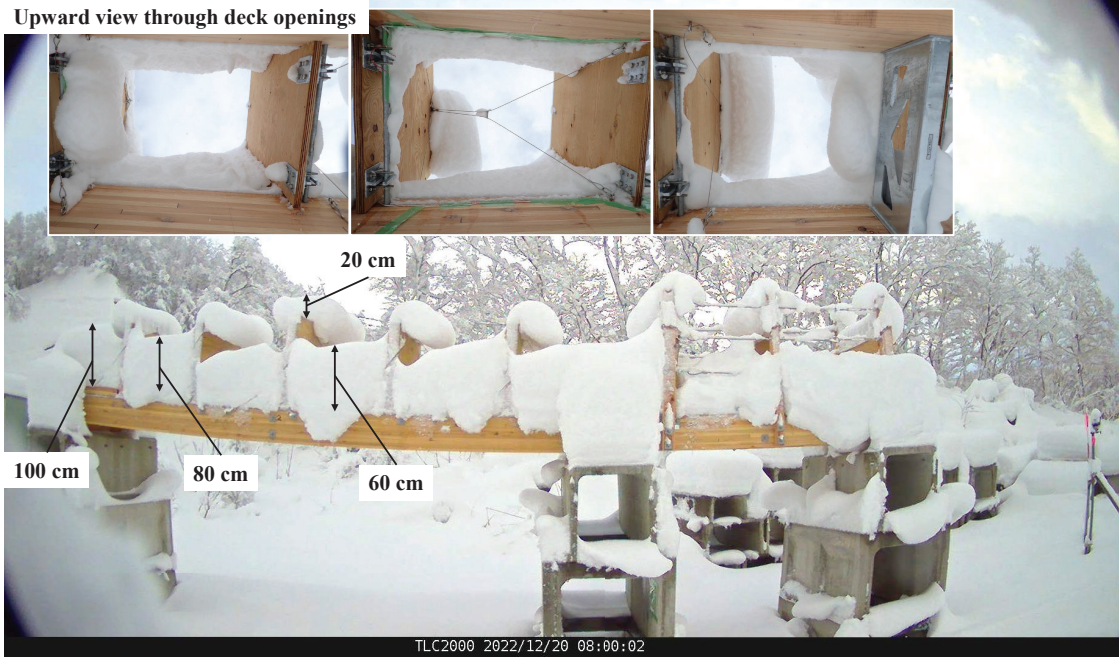 Upward view through deck openings
20 cm
100 cm
80 cm
60 cm
TLC2000 2022/12/20 08:00:02